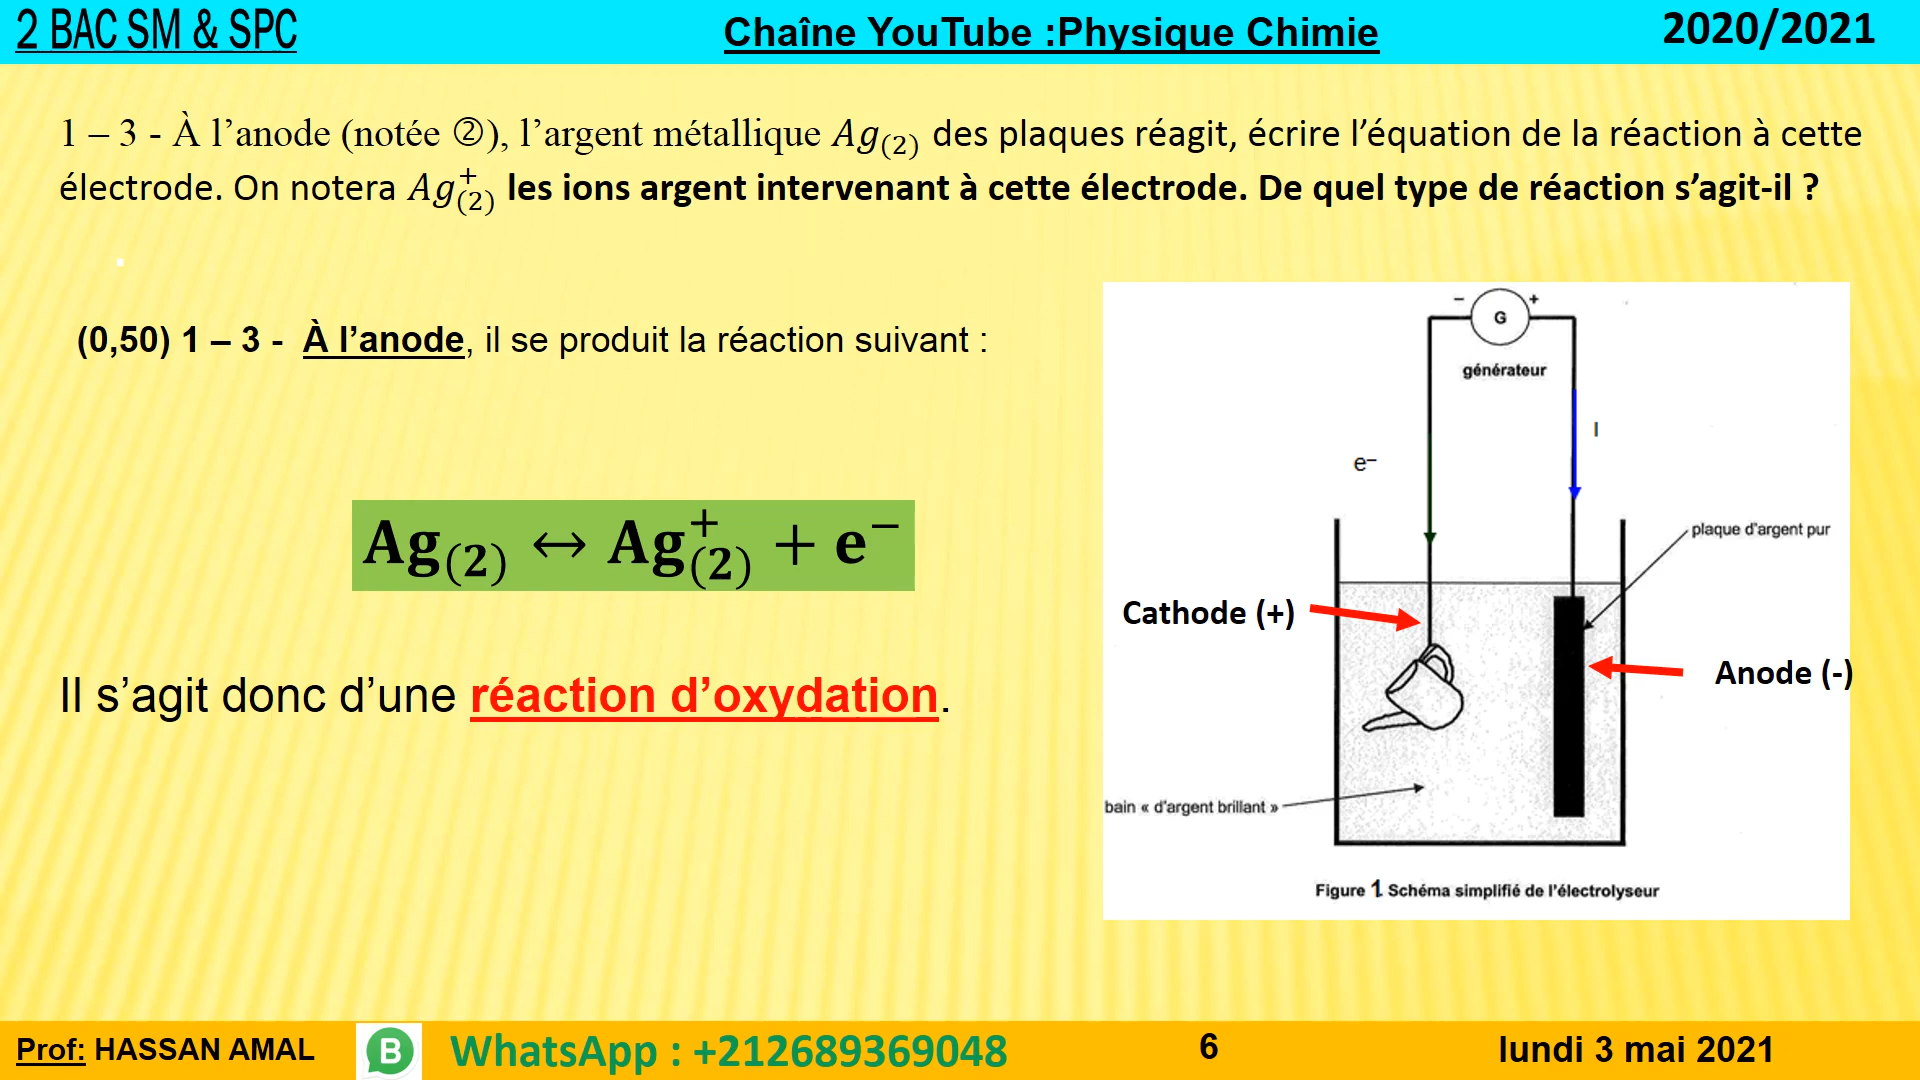 2 BAC SM & SPC
Chaîne YouTube :Physique Chimie
2020/2021
1 – 3 - À l’anode (notée ②), l’argent métallique Ag(2) des plaques réagit, écrire l’équation de la réaction à cette
électrode. On notera Ag⁺(2) les ions argent intervenant à cette électrode. De quel type de réaction s’agit-il ?
(0,50) 1 – 3 - À l’anode, il se produit la réaction suivant :
Ag(2) ↔ Ag⁺(2) + e⁻
Il s’agit donc d’une réaction d’oxydation.
– G +
générateur
I
e–
plaque d'argent pur
Cathode (+)
Anode (-)
bain « d'argent brillant »
Figure 1 Schéma simplifié de l'électrolyseur
Prof: HASSAN AMAL
B
WhatsApp : +212689369048
6
lundi 3 mai 2021